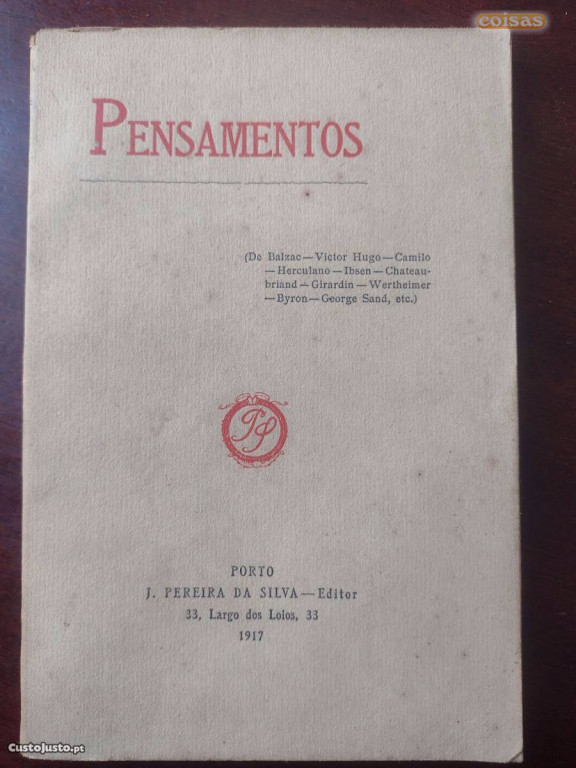 coisas
PENSAMENTOS
(De Balzac—Victor Hugo—Camilo
—Herculano—Ibsen—Chateau-
briand—Girardin—Wertheimer
—Byron—George Sand, etc.)
PORTO
J. PEREIRA DA SILVA—Editor
33, Largo dos Loios, 33
1917
CustoJusto.pt